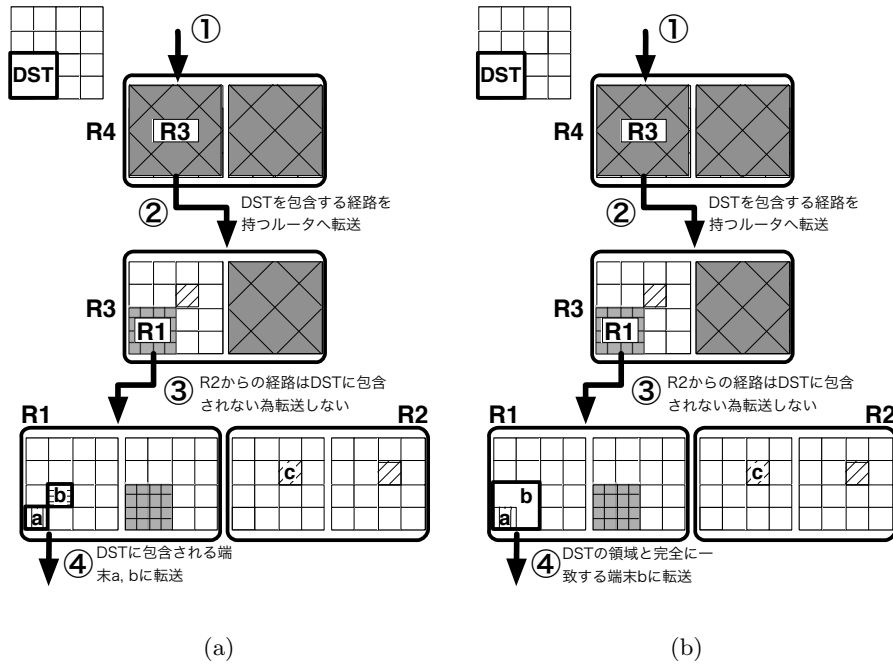 DST
①
R4
R3
②
DSTを包含する経路を
持つルータへ転送
R3
R1
③
R2からの経路はDSTに包含
されない為転送しない
R1
R2
a
b
c
④
DSTに包含される端
末a, bに転送
(a)
DST
①
R4
R3
②
DSTを包含する経路を
持つルータへ転送
R3
R1
③
R2からの経路はDSTに包含
されない為転送しない
R1
R2
a
b
c
④
DSTの領域と完全に一
致する端末bに転送
(b)